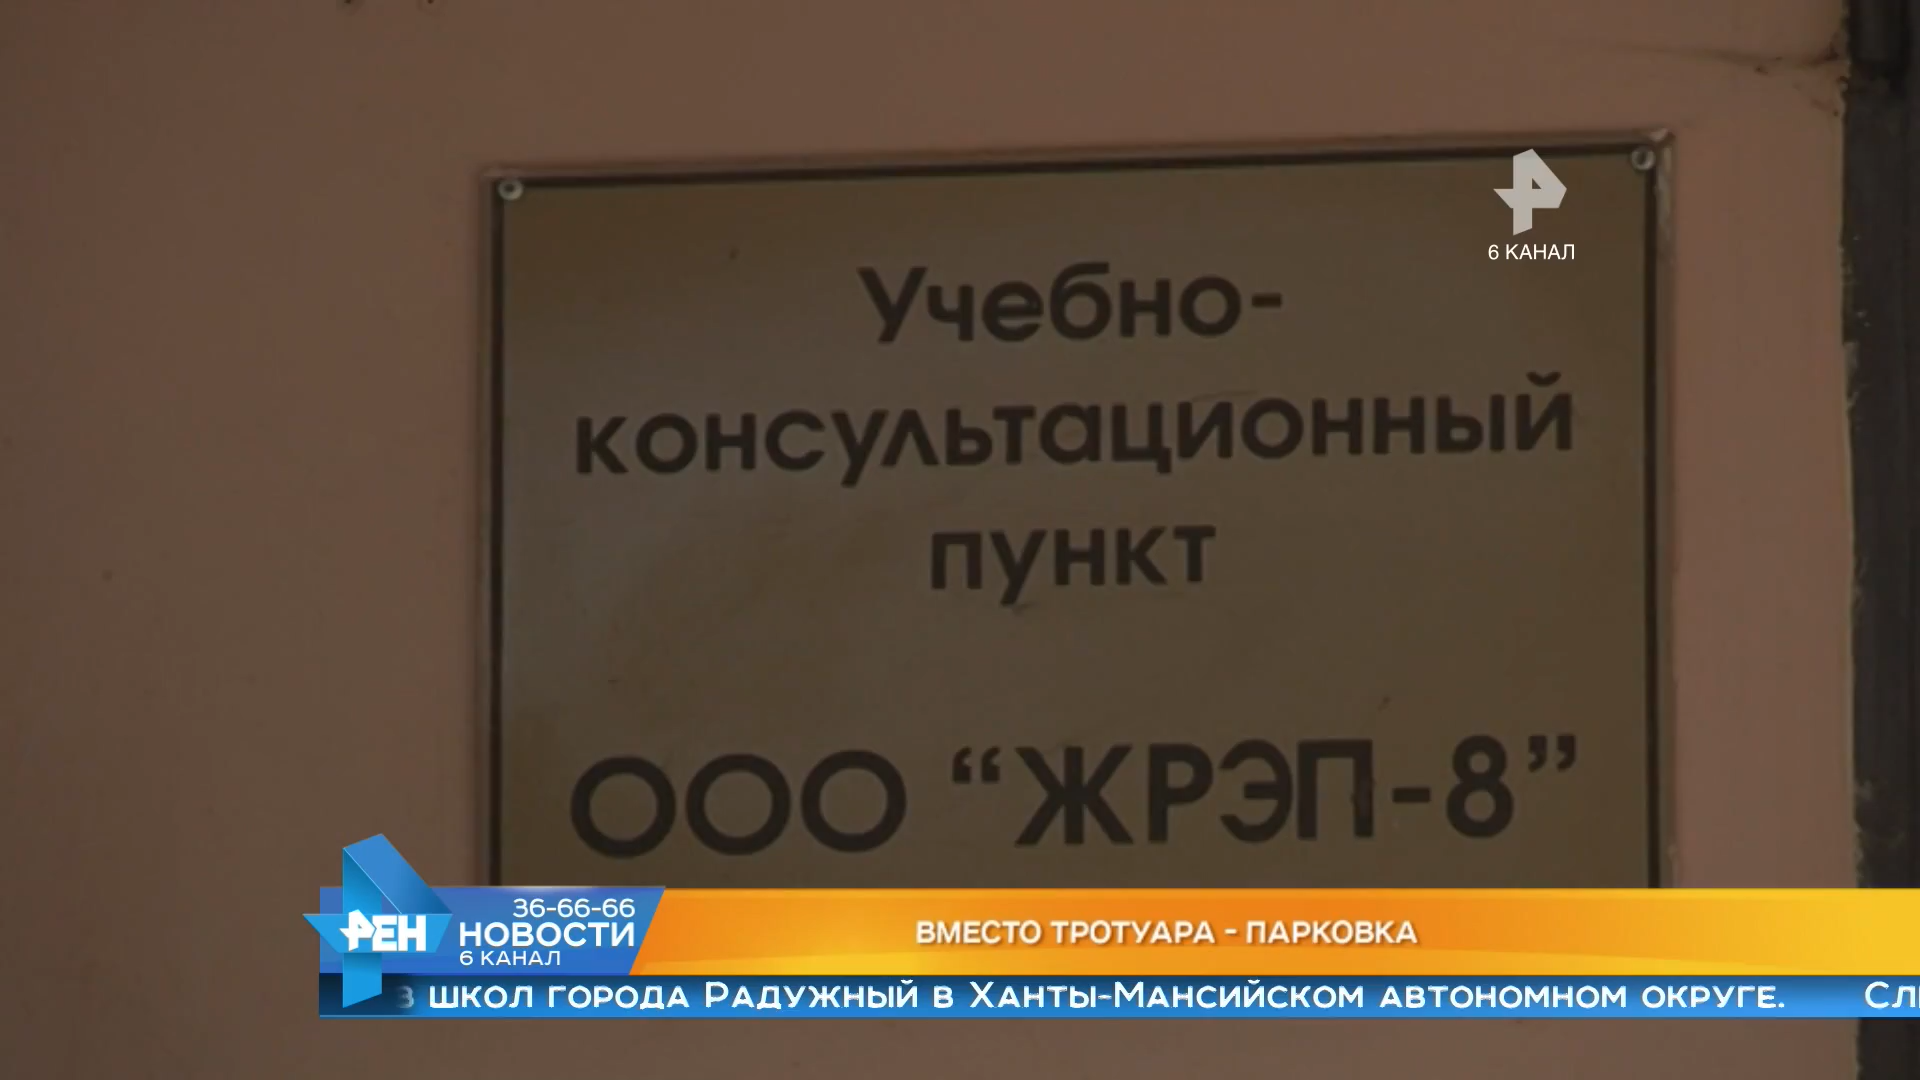 6 КАНАЛ
Учебно-
консультационный
пункт
ООО “ЖРЭП-8”
36-66-66
РЕН НОВОСТИ
6 КАНАЛ
ВМЕСТО ТРОТУАРА - ПАРКОВКА
ШКОЛ ГОРОДА РАДУЖНЫЙ В ХАНТЫ-МАНСИЙСКОМ АВТОНОМНОМ ОКРУГЕ.